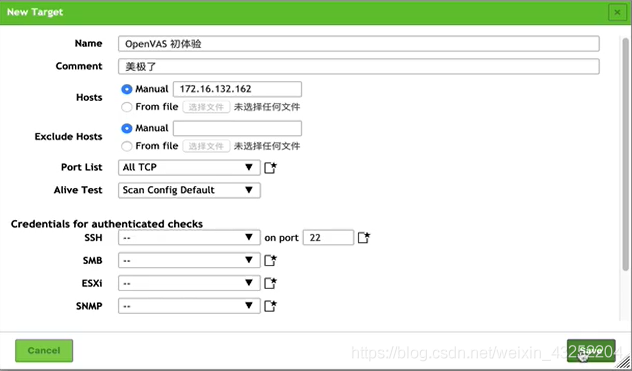 New Target
Name OpenVAS 初体验
Comment 美极了
Hosts Manual 172.16.132.162
From file 选择文件 未选择任何文件
Exclude Hosts Manual
From file 选择文件 未选择任何文件
Port List All TCP
Alive Test Scan Config Default
Credentials for authenticated checks
SSH -- on port 22
SMB --
ESXi --
SNMP --
Cancel Save
https://blog.csdn.net/weixin_43252204